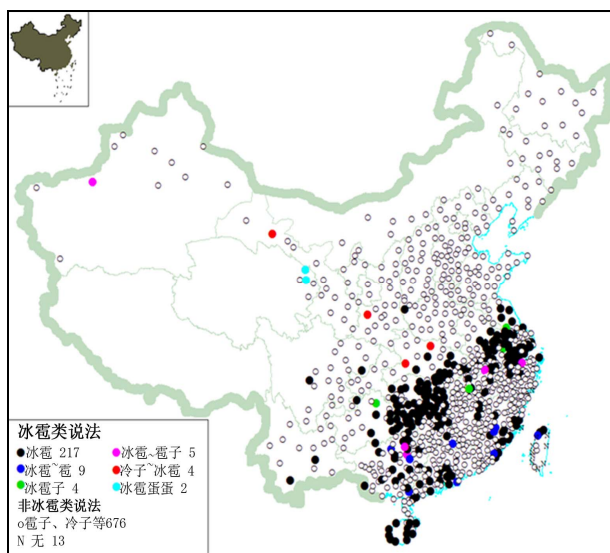 冰雹类说法
冰雹 217 冰雹~雹子 5
冰雹~雹 9 冷子~冰雹 4
冰雹子 4 冰雹蛋蛋 2
非冰雹类说法
o雹子、冷子等676
N 无 13